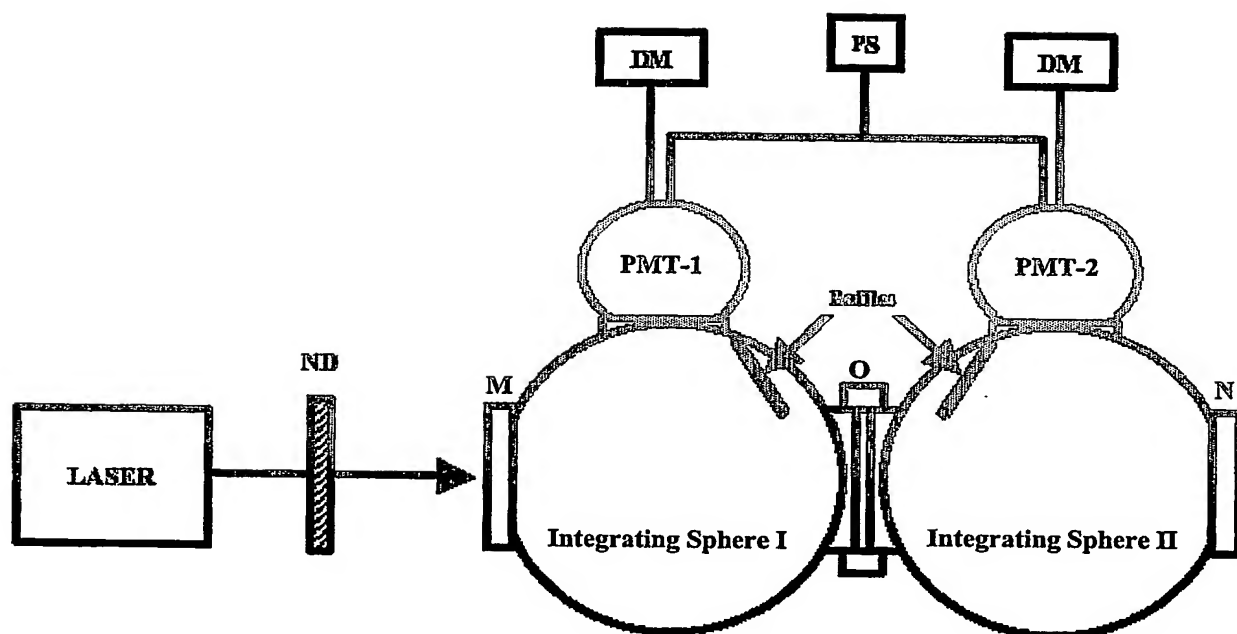 DM
PS
DM
PMT-1
PMT-2
Baffles
ND
M
O
N
LASER
Integrating Sphere I
Integrating Sphere II